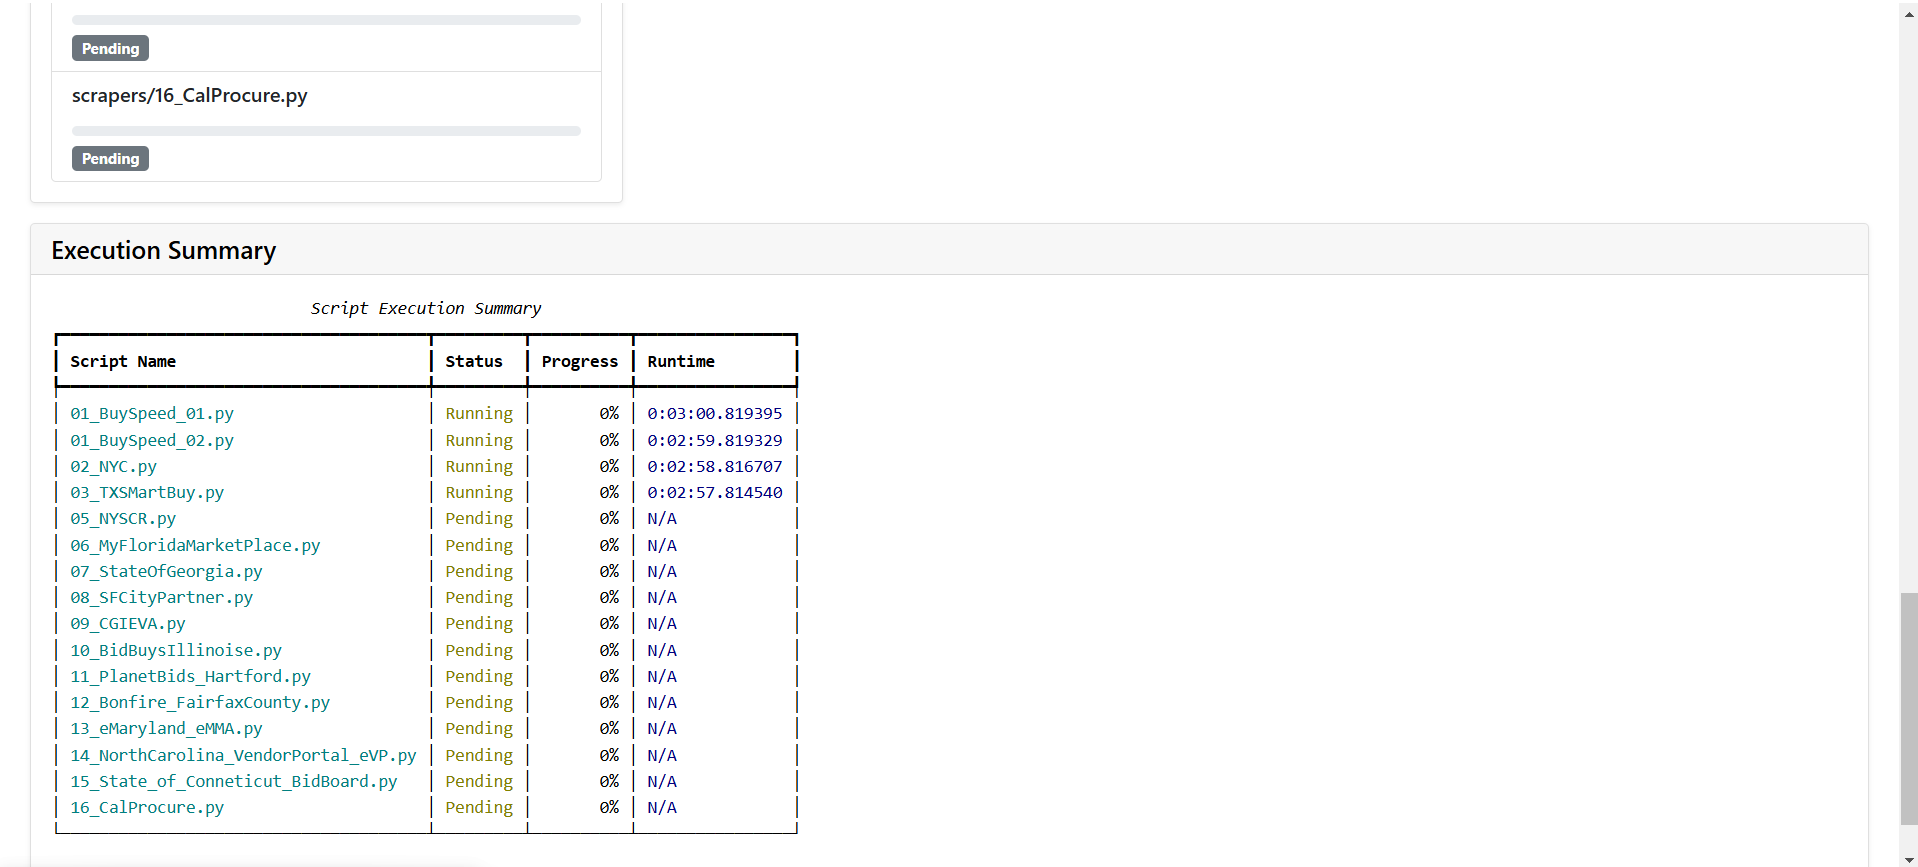 Pending
scrapers/16_CalProcure.py
Pending
Execution Summary
Script Execution Summary
Script Name Status Progress Runtime
01_BuySpeed_01.py Running 0% 0:03:00.819395
01_BuySpeed_02.py Running 0% 0:02:59.819329
02_NYC.py Running 0% 0:02:58.816707
03_TXSMartBuy.py Running 0% 0:02:57.814540
05_NYSCR.py Pending 0% N/A
06_MyFloridaMarketPlace.py Pending 0% N/A
07_StateOfGeorgia.py Pending 0% N/A
08_SFCityPartner.py Pending 0% N/A
09_CGIEVA.py Pending 0% N/A
10_BidBuysIllinoise.py Pending 0% N/A
11_PlanetBids_Hartford.py Pending 0% N/A
12_Bonfire_FairfaxCounty.py Pending 0% N/A
13_eMaryland_eMMA.py Pending 0% N/A
14_NorthCarolina_VendorPortal_eVP.py Pending 0% N/A
15_State_of_Conneticut_BidBoard.py Pending 0% N/A
16_CalProcure.py Pending 0% N/A